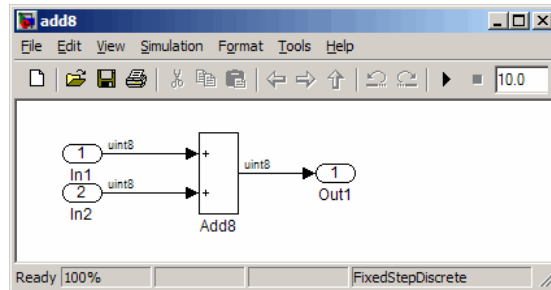 add8
File Edit View Simulation Format Tools Help
10.0
1 uint8
In1
+
uint8
1
Out1
2 uint8
In2
+
Add8
Ready 100% FixedStepDiscrete